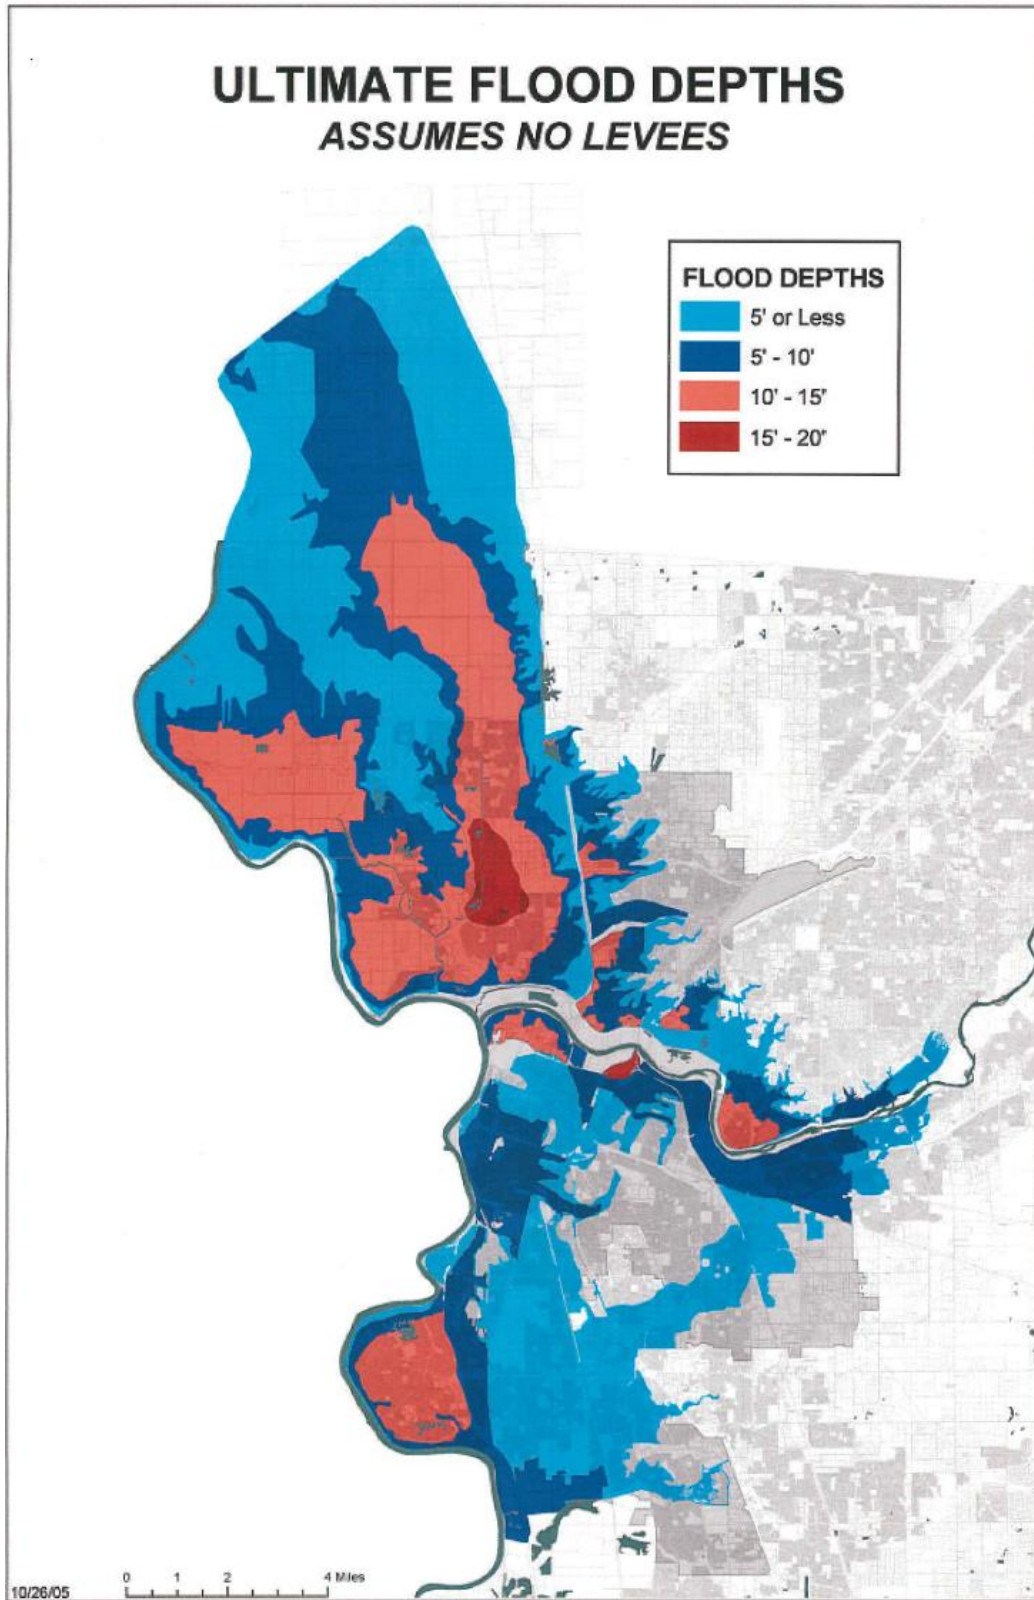 ULTIMATE FLOOD DEPTHS
ASSUMES NO LEVEES
FLOOD DEPTHS
5' or Less
5' - 10'
10' - 15'
15' - 20'
0 1 2 4 Miles
10/26/05